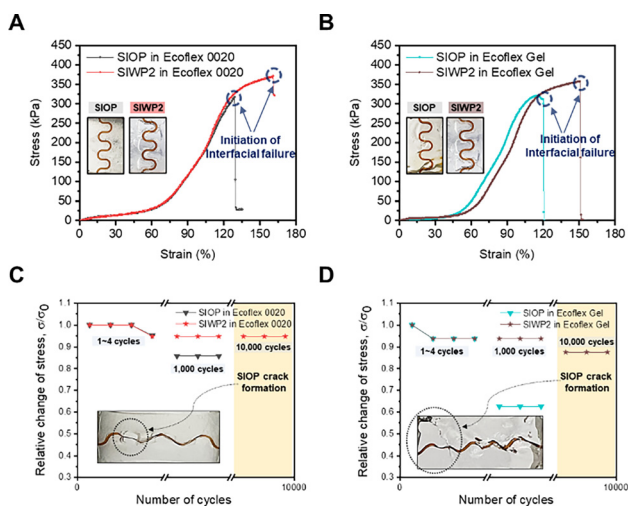 A
450
400
350
300
250
200
150
100
50
0
Stress (kPa)
SIOP in Ecoflex 0020
SIWP2 in Ecoflex 0020
SIOP
SIWP2
Initiation of
Interfacial failure
0
30
60
90
120
150
180
Strain (%)
B
450
400
350
300
250
200
150
100
50
0
Stress (kPa)
SIOP in Ecoflex Gel
SIWP2 in Ecoflex Gel
SIOP
SIWP2
Initiation of
Interfacial failure
0
30
60
90
120
150
180
Strain (%)
C
1.1
1.0
0.9
0.8
0.7
0.6
0.5
0.4
0.3
Relative change of stress, σ/σ0
SIOP in Ecoflex 0020
SIWP2 in Ecoflex 0020
1~4 cycles
1,000 cycles
10,000 cycles
SIOP crack
formation
10000
Number of cycles
D
1.1
1.0
0.9
0.8
0.7
0.6
0.5
0.4
0.3
Relative change of stress, σ/σ0
SIOP in Ecoflex Gel
SIWP2 in Ecoflex Gel
1~4 cycles
1,000 cycles
10,000 cycles
SIOP crack
formation
10000
Number of cycles